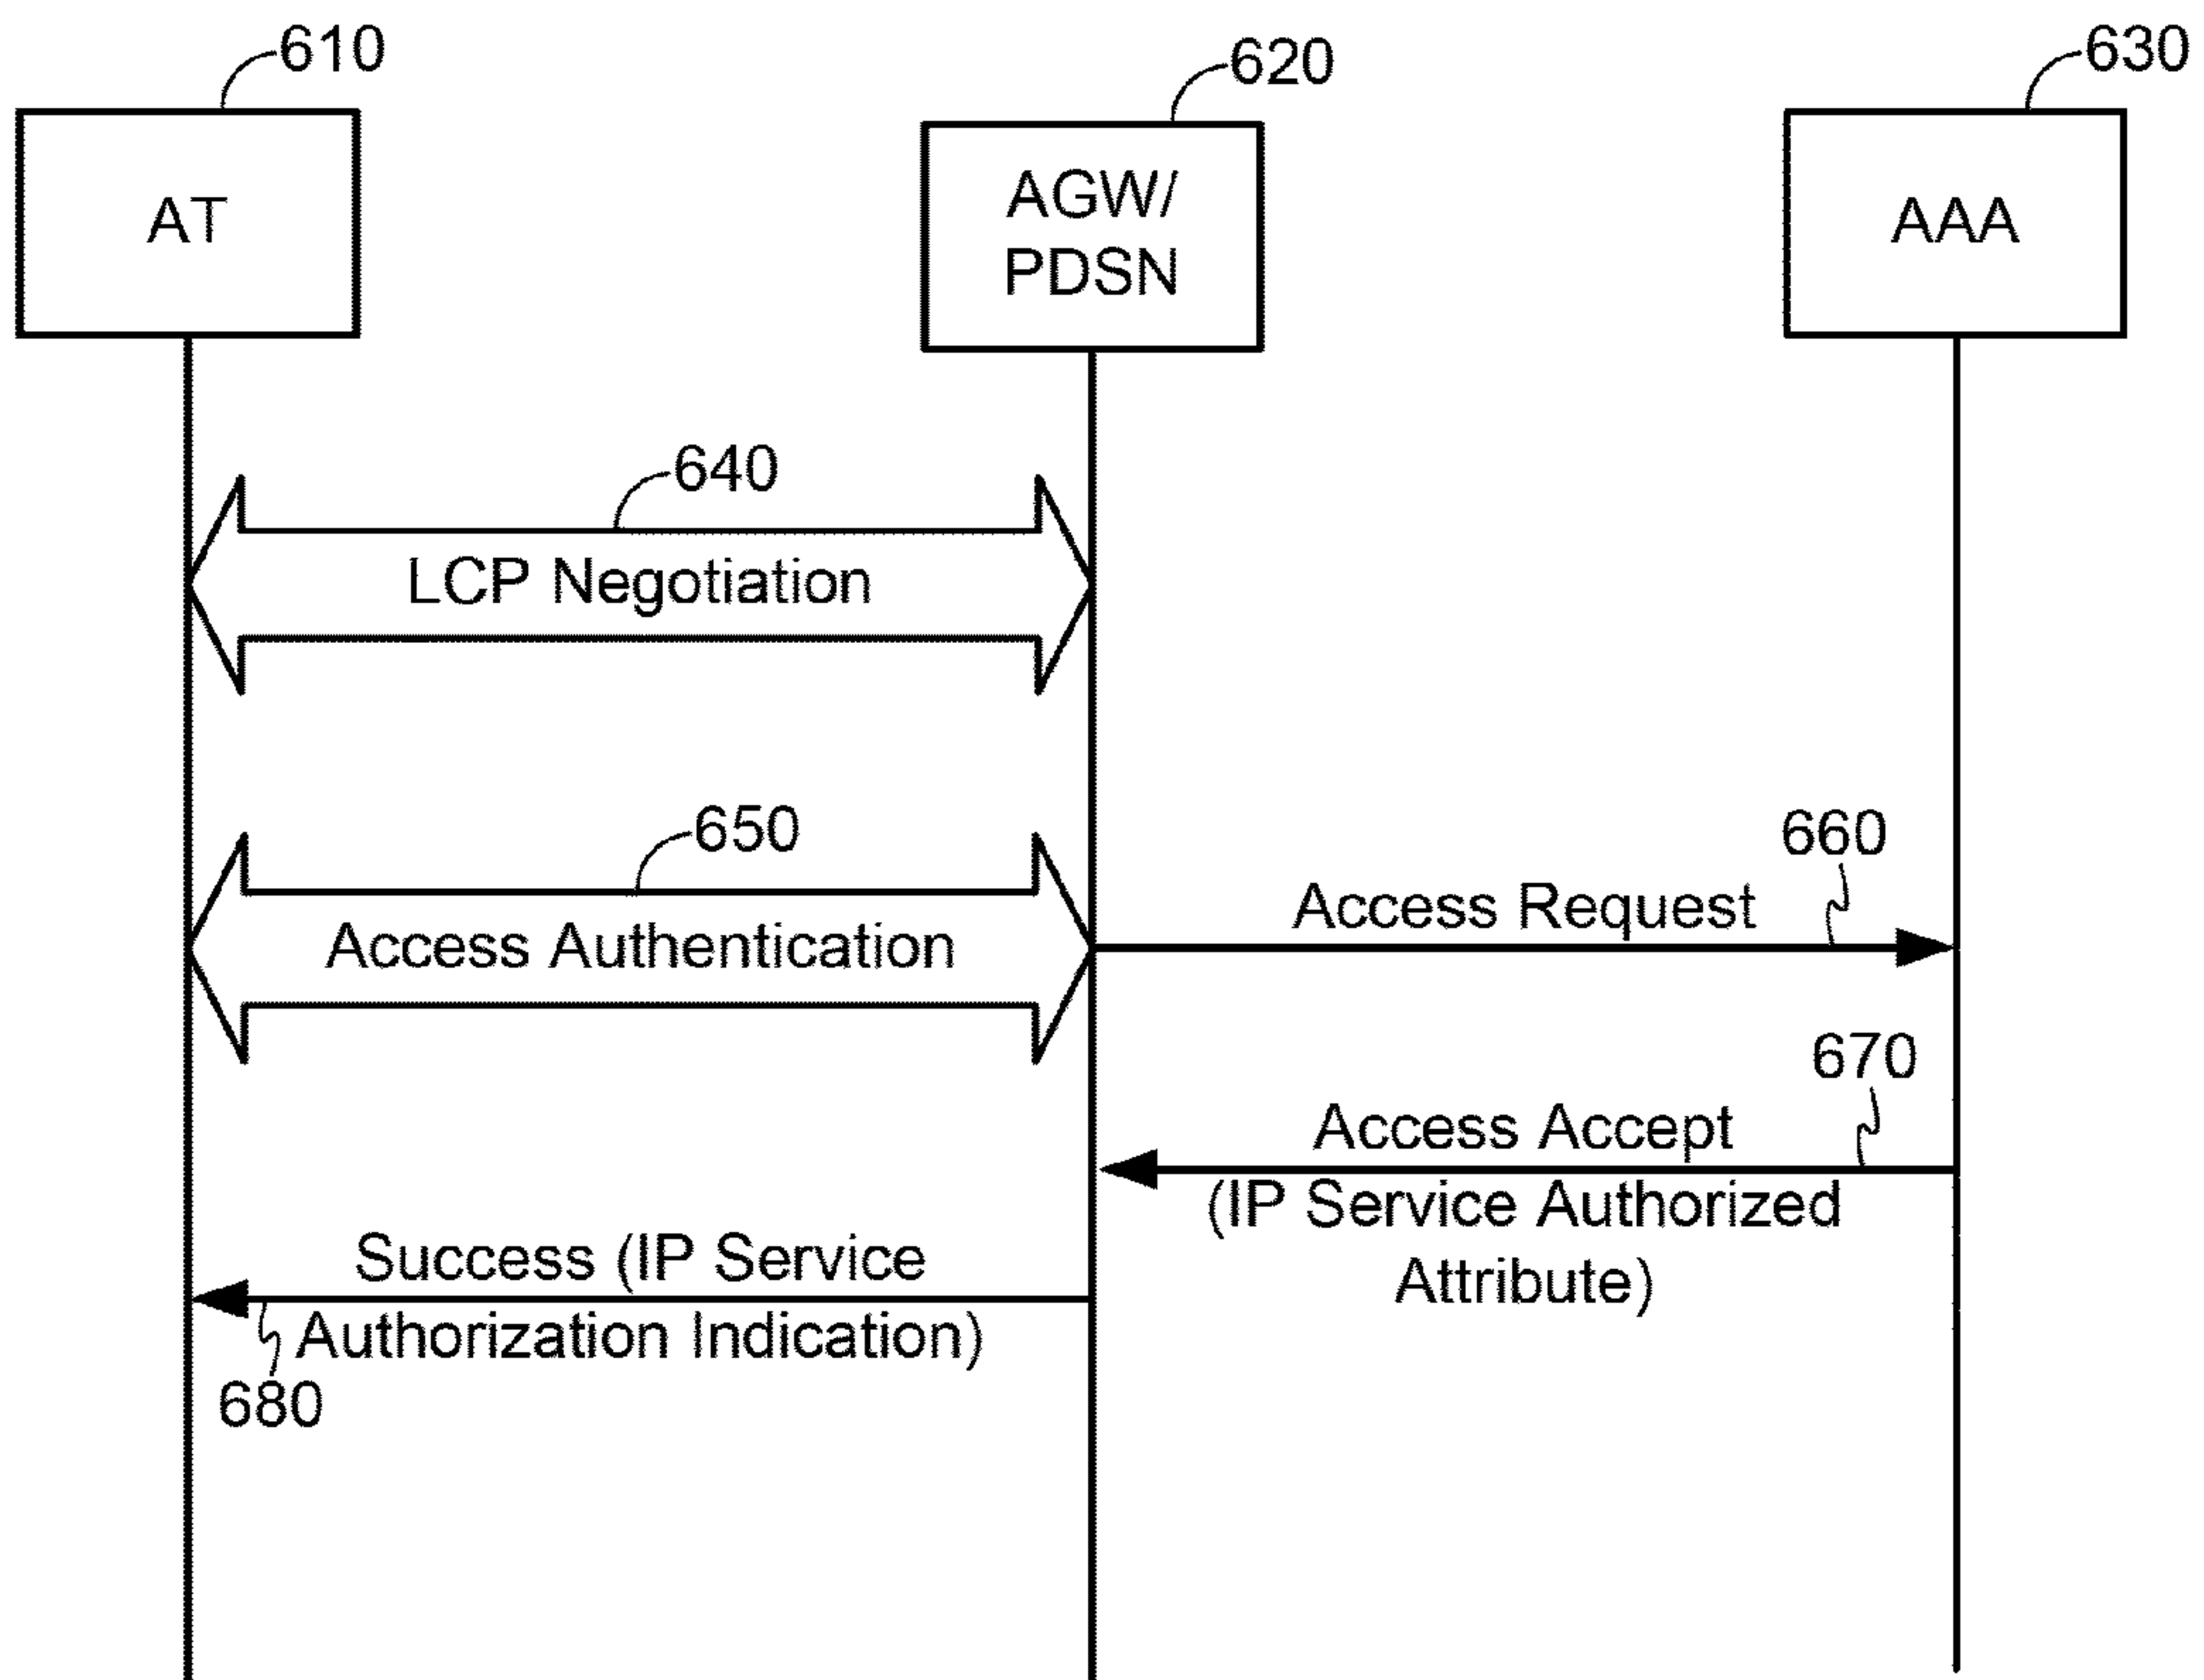 610
620
630
AT
AGW/
PDSN
AAA
640
LCP Negotiation
650
Access Authentication
660
Access Request
670
Access Accept
(IP Service Authorized
Attribute)
Success (IP Service
Authorization Indication)
680